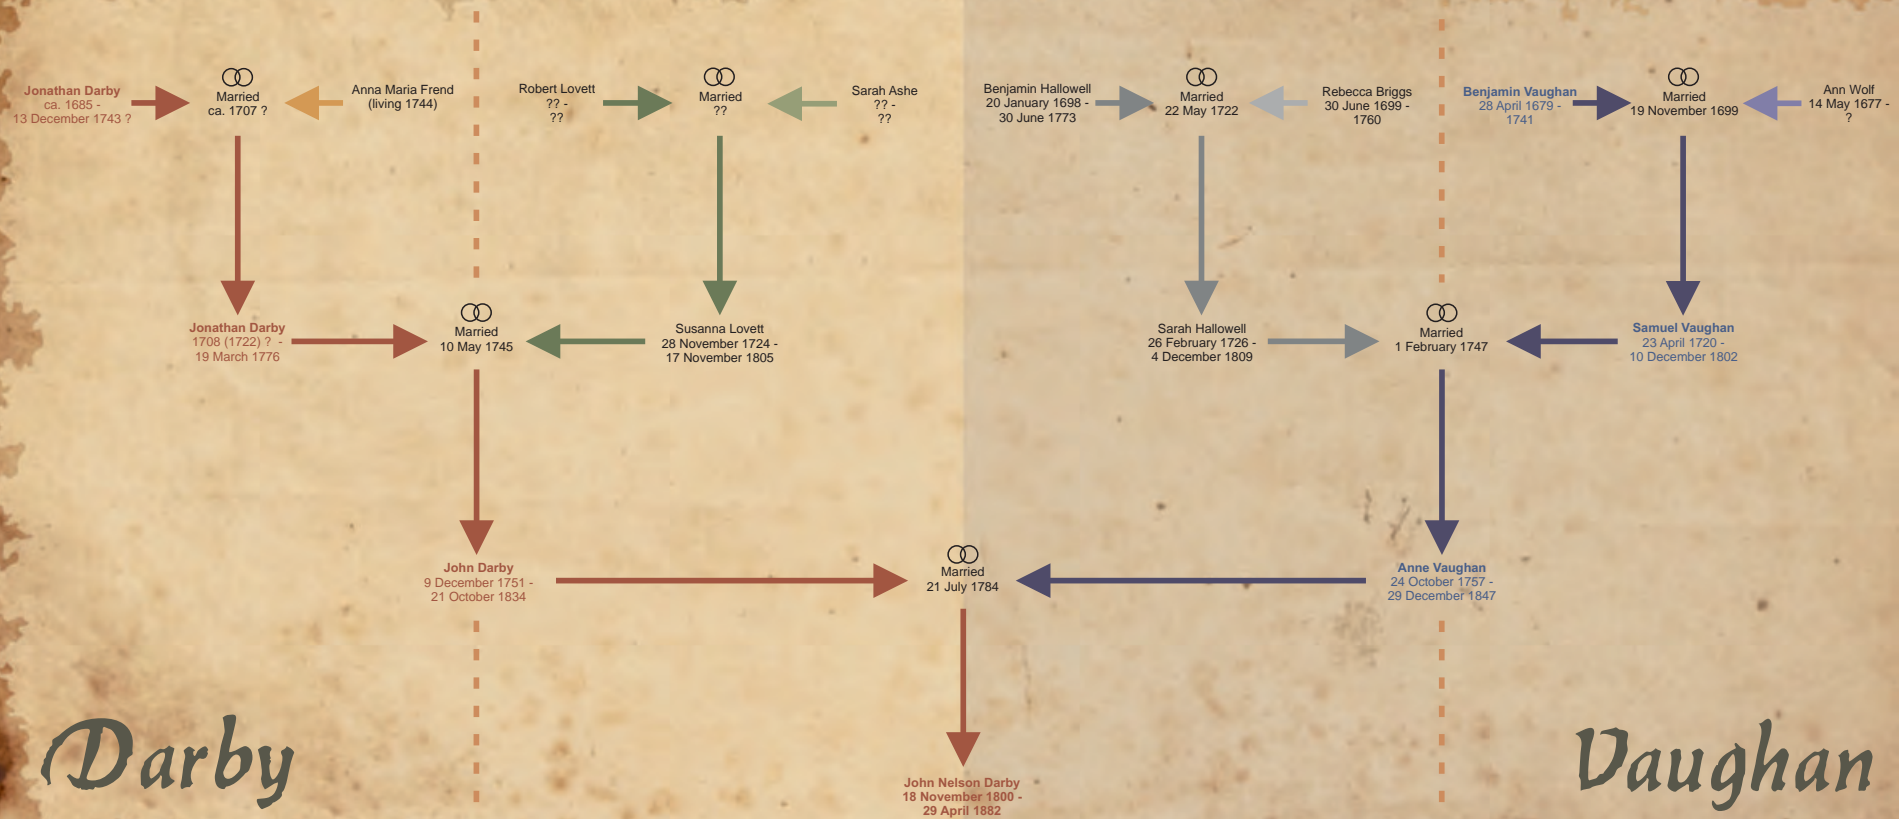 Jonathan Darby
ca. 1685 -
13 December 1743 ?
Married
ca. 1707 ?
Anna Maria Frend
(living 1744)
Robert Lovett
?? -
??
Married
??
Sarah Ashe
?? -
??
Benjamin Hallowell
20 January 1698 -
30 June 1773
Married
22 May 1722
Rebecca Briggs
30 June 1699 -
1760
Benjamin Vaughan
28 April 1679 -
1741
Married
19 November 1699
Ann Wolf
14 May 1677 -
?
Jonathan Darby
1708 (1722) ? -
19 March 1776
Married
10 May 1745
Susanna Lovett
28 November 1724 -
17 November 1805
Sarah Hallowell
26 February 1726 -
4 December 1809
Married
1 February 1747
Samuel Vaughan
23 April 1720 -
10 December 1802
John Darby
9 December 1751 -
21 October 1834
Married
21 July 1784
Anne Vaughan
24 October 1757 -
29 December 1847
Darby
Vaughan
John Nelson Darby
18 November 1800 -
29 April 1882